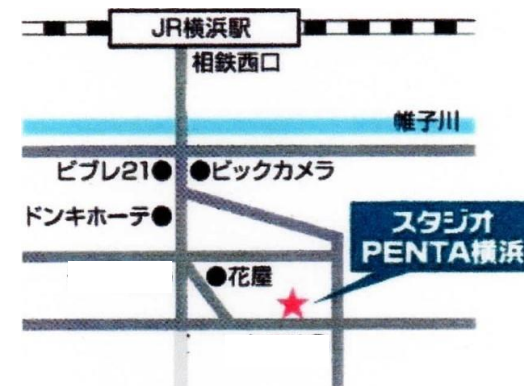 JR横浜駅
相鉄西口
帷子川
ビブレ21●
●ビックカメラ
ドンキホーテ●
スタジオ
PENTA横浜
●花屋